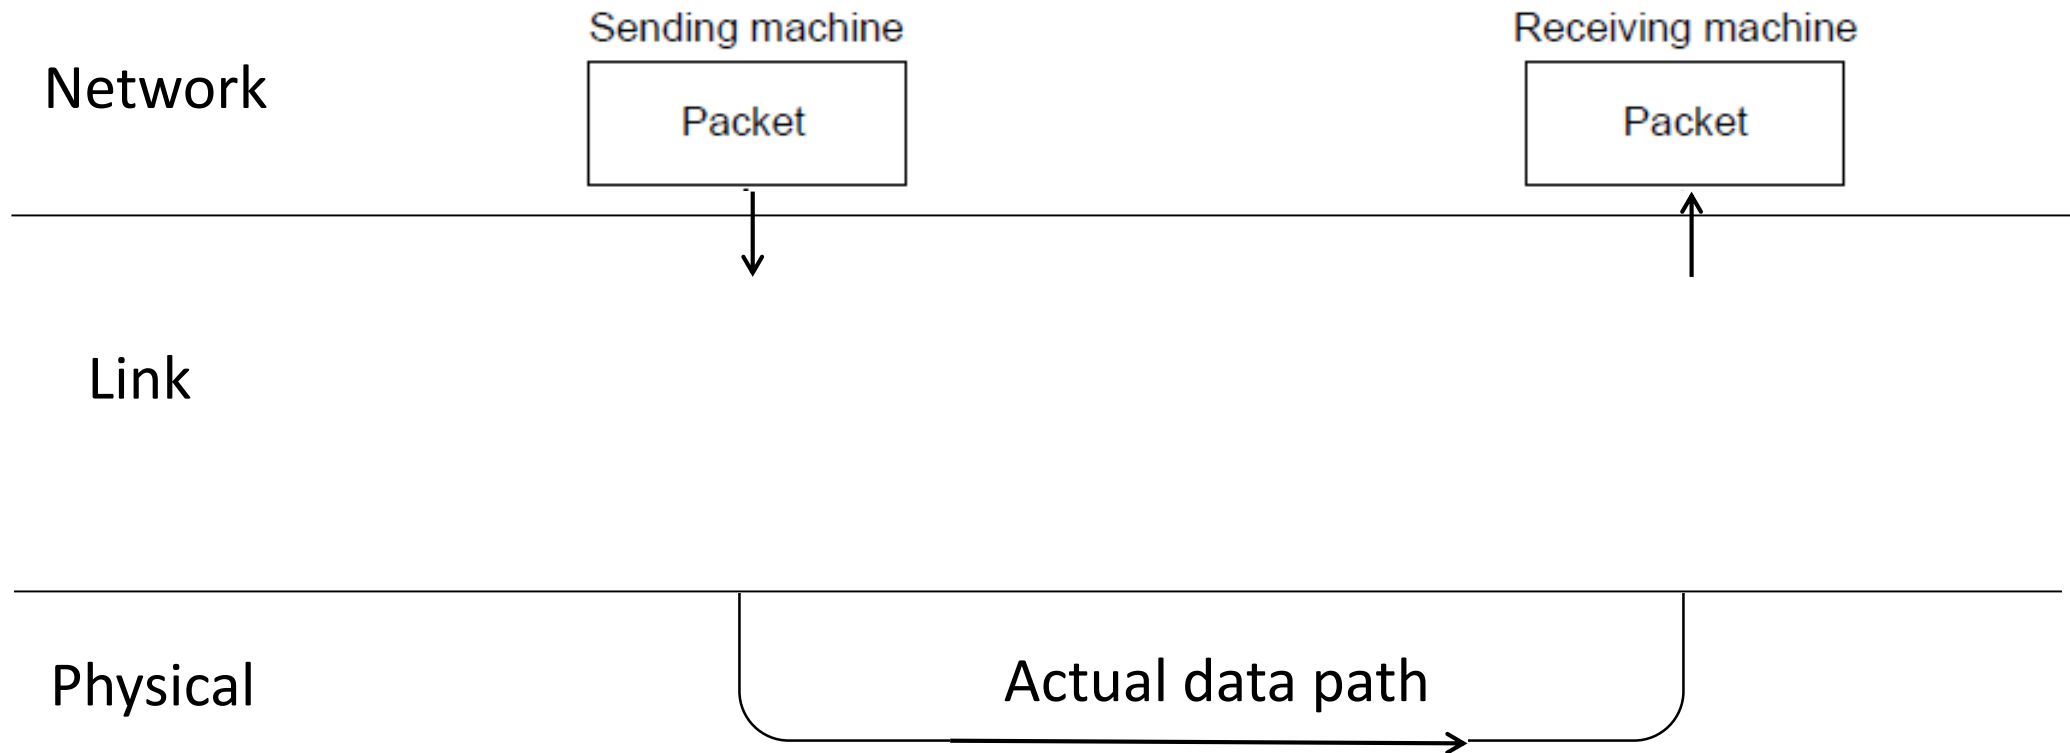 Sending machine
Receiving machine
Network
Packet
Packet
Link
Physical
Actual data path